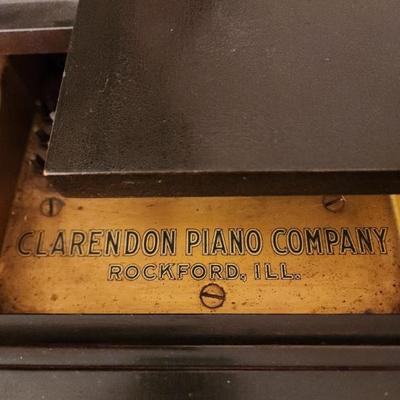 CLARENDON PIANO COMPANY
ROCKFORD, ILL.